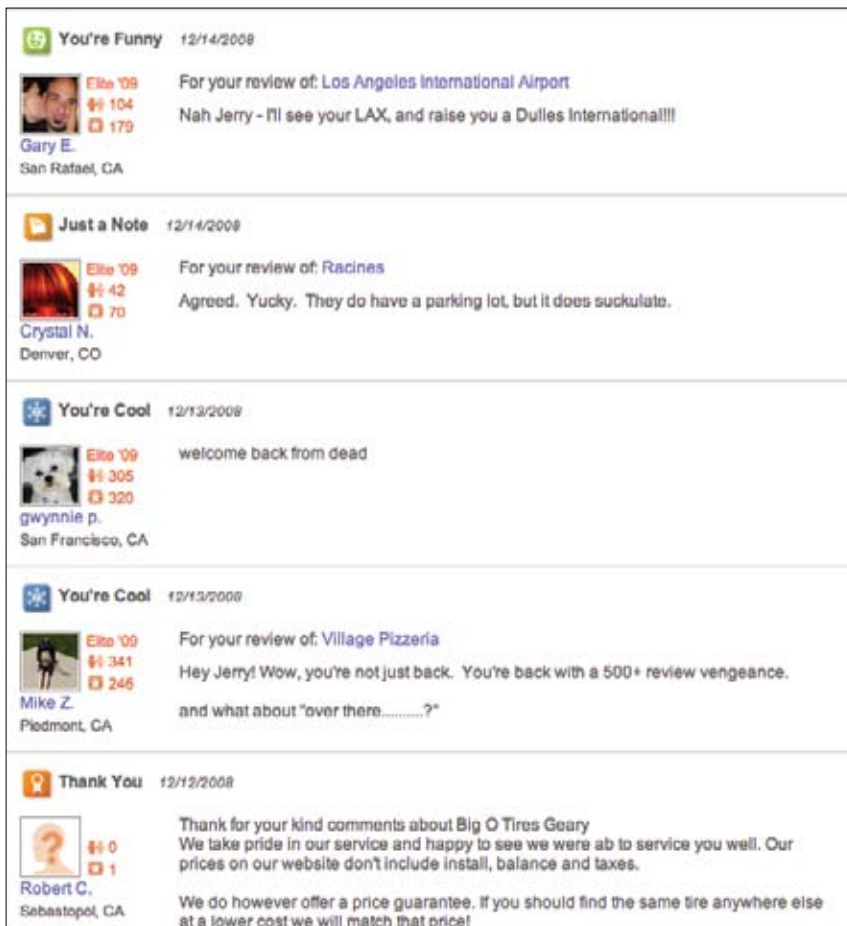 You're Funny 12/14/2008
Elite '09
104
179
Gary E.
San Rafael, CA
For your review of: Los Angeles International Airport
Nah Jerry - I'll see your LAX, and raise you a Dulles International!!!
Just a Note 12/14/2008
Elite '09
42
70
Crystal N.
Denver, CO
For your review of: Racines
Agreed. Yucky. They do have a parking lot, but it does suckulate.
You're Cool 12/13/2008
Elite '09
305
320
gwynnie p.
San Francisco, CA
welcome back from dead
You're Cool 12/13/2008
Elite '09
341
246
Mike Z.
Piedmont, CA
For your review of: Village Pizzeria
Hey Jerry! Wow, you're not just back. You're back with a 500+ review vengeance.
and what about "over there.........?"
Thank You 12/12/2008
0
1
Robert C.
Sebastopol, CA
Thank for your kind comments about Big O Tires Geary
We take pride in our service and happy to see we were ab to service you well. Our
prices on our website don't include install, balance and taxes.
We do however offer a price guarantee. If you should find the same tire anywhere else
at a lower cost we will match that price!